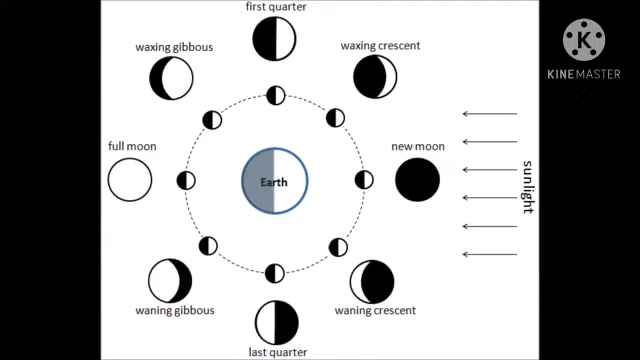 first quarter
waxing gibbous
waxing crescent
K
KINEMASTER
full moon
new moon
Earth
sunlight
waning gibbous
waning crescent
last quarter